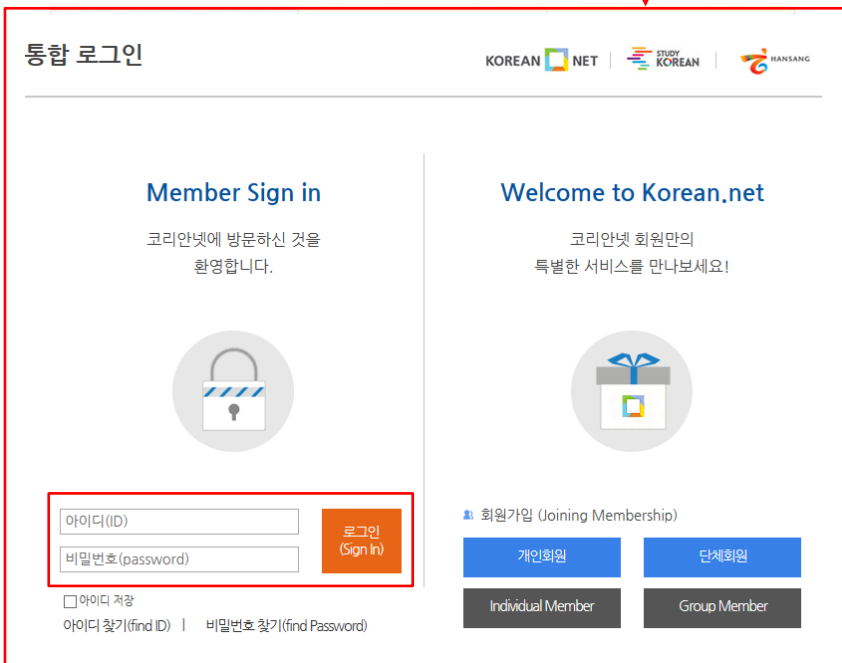 통합 로그인
KOREAN NET
STUDY KOREAN
HANSANG
Member Sign in
코리안넷에 방문하신 것을
환영합니다.
아이디(ID)
비밀번호(password)
로그인
(Sign In)
아이디 저장
아이디 찾기(find ID) | 비밀번호 찾기(find Password)
Welcome to Korean.net
코리안넷 회원만의
특별한 서비스를 만나보세요!
회원가입 (Joining Membership)
개인회원 단체회원
Individual Member Group Member